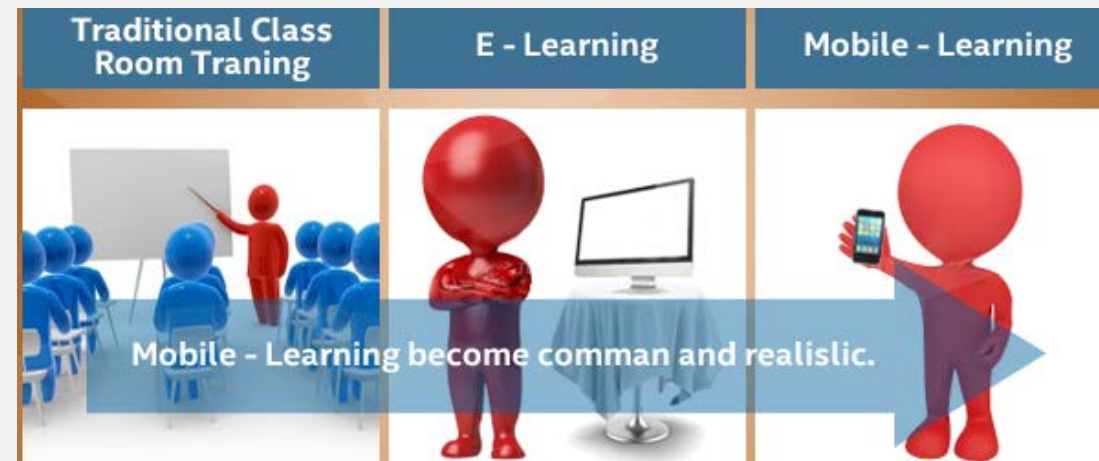 Traditional Class
Room Traning
E - Learning
Mobile - Learning
Mobile - Learning become comman and realislic.